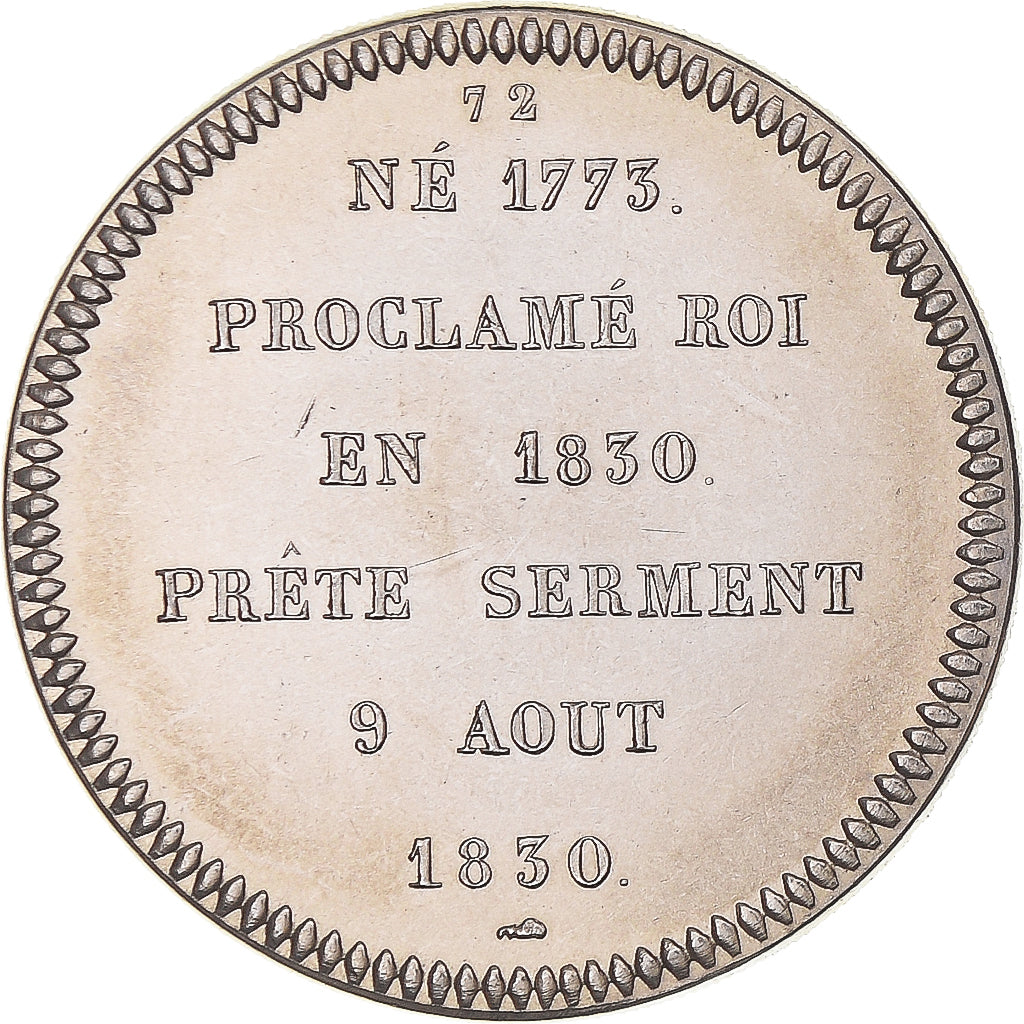 72
NÉ 1773.
PROCLAMÉ ROI
EN 1830.
PRÊTE SERMENT
9 AOUT
1830.